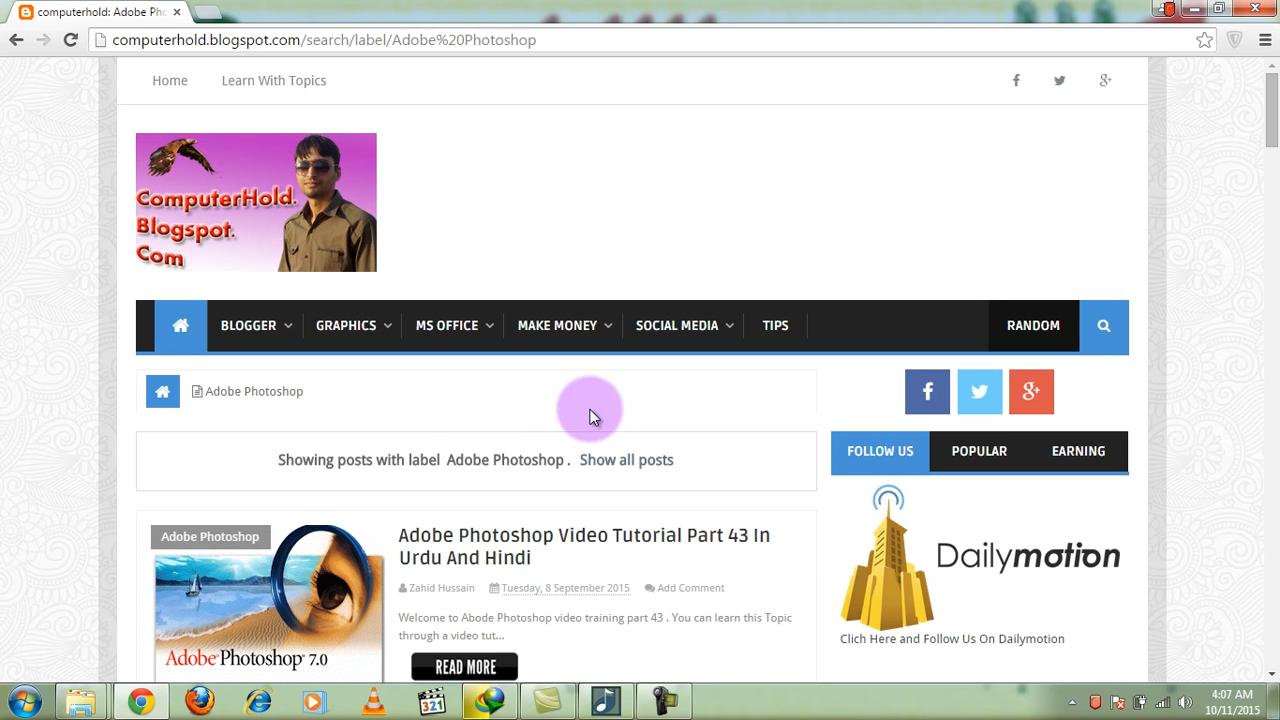 computerhold: Adobe Pho
computerhold.blogspot.com/search/label/Adobe%20Photoshop
Home Learn With Topics
ComputerHold.
Blogspot.
Com
BLOGGER GRAPHICS MS OFFICE MAKE MONEY SOCIAL MEDIA TIPS RANDOM
Adobe Photoshop
Showing posts with label Adobe Photoshop . Show all posts
FOLLOW US POPULAR EARNING
Adobe Photoshop
Adobe Photoshop 7.0
Adobe Photoshop Video Tutorial Part 43 In
Urdu And Hindi
Zahid Hussain Tuesday, 8 September 2015 Add Comment
Welcome to Abode Photoshop video training part 43 . You can learn this Topic
through a video tut...
READ MORE
Dailymotion
Clich Here and Follow Us On Dailymotion
321
4:07 AM
10/11/2015